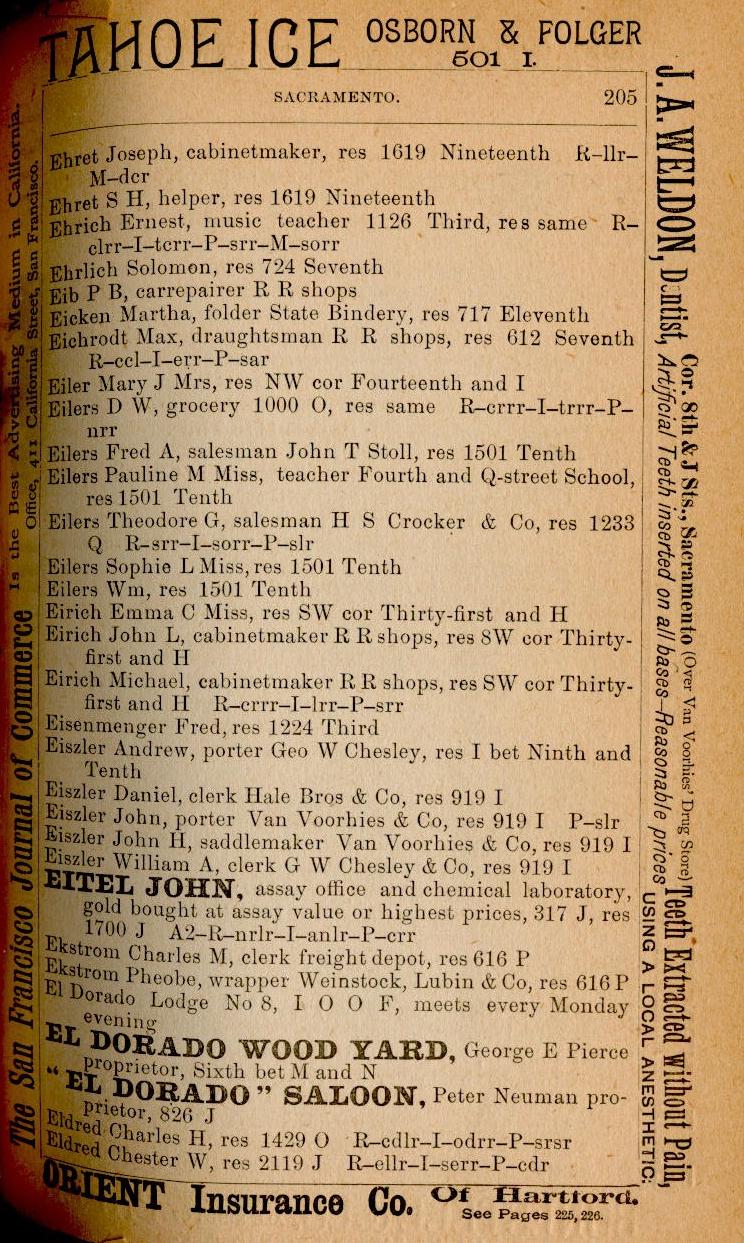 TAHOE ICE OSBORN & FOLGER
501 I.
SACRAMENTO. 205
Ehret Joseph, cabinetmaker, res 1619 Nineteenth R–llr–
M–dcr
Ehret S H, helper, res 1619 Nineteenth
Ehrich Ernest, music teacher 1126 Third, res same R–
clrr–I–tcrr–P–srr–M–sorr
Ehrlich Solomon, res 724 Seventh
Eib P B, carrepairer R R shops
Eicken Martha, folder State Bindery, res 717 Eleventh
Eichrodt Max, draughtsman R R shops, res 612 Seventh
R–ccl–I–err–P–sar
Eiler Mary J Mrs, res NW cor Fourteenth and I
Eilers D W, grocery 1000 O, res same R–crrr–I–trrr–P–
nrr
Eilers Fred A, salesman John T Stoll, res 1501 Tenth
Eilers Pauline M Miss, teacher Fourth and Q-street School,
res 1501 Tenth
Eilers Theodore G, salesman H S Crocker & Co, res 1233
Q R–srr–I–sorr–P–slr
Eilers Sophie L Miss, res 1501 Tenth
Eilers Wm, res 1501 Tenth
Eirich Emma C Miss, res SW cor Thirty-first and H
Eirich John L, cabinetmaker R R shops, res SW cor Thirty-
first and H
Eirich Michael, cabinetmaker R R shops, res SW cor Thirty-
first and H R–crrr–I–lrr–P–srr
Eisenmenger Fred, res 1224 Third
Eiszler Andrew, porter Geo W Chesley, res I bet Ninth and
Tenth
Eiszler Daniel, clerk Hale Bros & Co, res 919 I
Eiszler John, porter Van Voorhies & Co, res 919 I P–slr
Eiszler John H, saddlemaker Van Voorhies & Co, res 919 I
Eiszler William A, clerk G W Chesley & Co, res 919 I
EITEL JOHN, assay office and chemical laboratory,
gold bought at assay value or highest prices, 317 J, res
1700 J A2–R–nrlr–I–anlr–P–crr
Ekstrom Charles M, clerk freight depot, res 616 P
Ekstrom Pheobe, wrapper Weinstock, Lubin & Co, res 616 P
El Dorado Lodge No 8, I O O F, meets every Monday
evening
EL DORADO WOOD YARD, George E Pierce
proprietor, Sixth bet M and N
"EL DORADO" SALOON, Peter Neuman pro-
prietor, 826 J
Eldred Charles H, res 1429 O R–cdlr–I–odrr–P–srsr
Eldred Chester W, res 2119 J R–ellr–I–serr–P–cdr
ORIENT Insurance Co. Of Hartford.
See Pages 225, 226.
The San Francisco Journal of Commerce Is the Best Advertising Medium in California.
Office, 411 California Street, San Francisco.
J. A. WELDON, Dentist, Cor. 8th & J Sts., Sacramento (Over Van Voorhies' Drug Store) Teeth Extracted without Pain,
Artificial Teeth inserted on all bases–Reasonable prices USING A LOCAL ANESTHETIC.